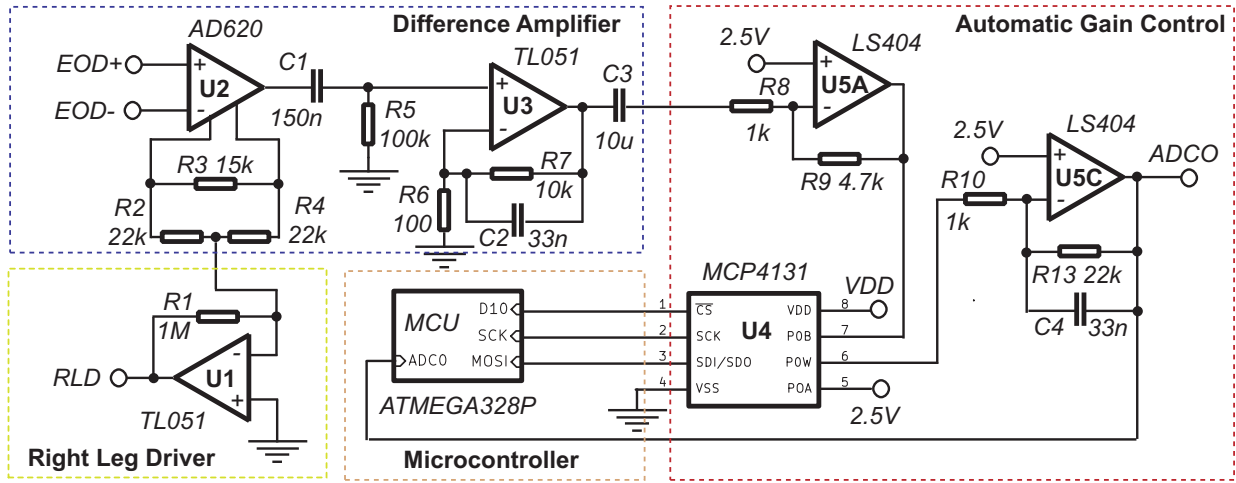 Difference Amplifier
AD620
EOD+
EOD-
+
-
U2
C1
150n
R5
100k
TL051
+
-
U3
C3
10u
R3 15k
R2
22k
R4
22k
R6
100
R7
10k
C2
33n
Automatic Gain Control
2.5V
LS404
+
-
U5A
R8
1k
R9 4.7k
2.5V
LS404
ADCO
+
-
U5C
R10
1k
R13 22k
C4
33n
MCP4131
VDD
U4
1
CS
2
SCK
3
SDI/SDO
4
VSS
VDD
8
POB
7
POW
6
POA
5
2.5V
MCU
D10
SCK
MOSI
ADC0
ATMEGA328P
Microcontroller
R1
1M
-
+
U1
RLD
TL051
Right Leg Driver